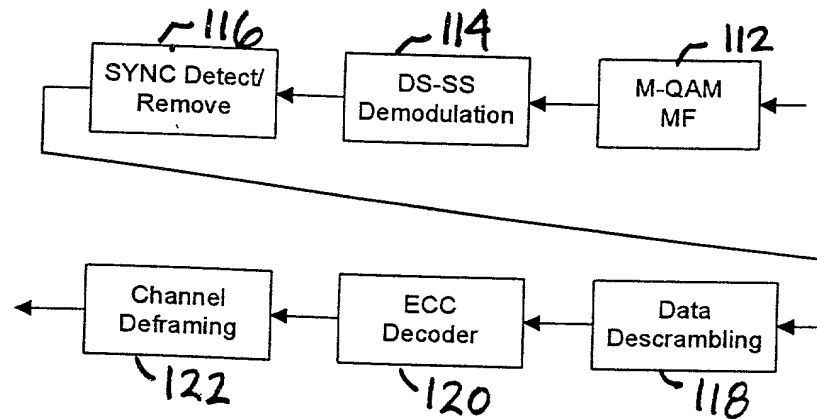 116
SYNC Detect/
Remove
114
DS-SS
Demodulation
112
M-QAM
MF
Channel
Deframing
122
ECC
Decoder
120
Data
Descrambling
118